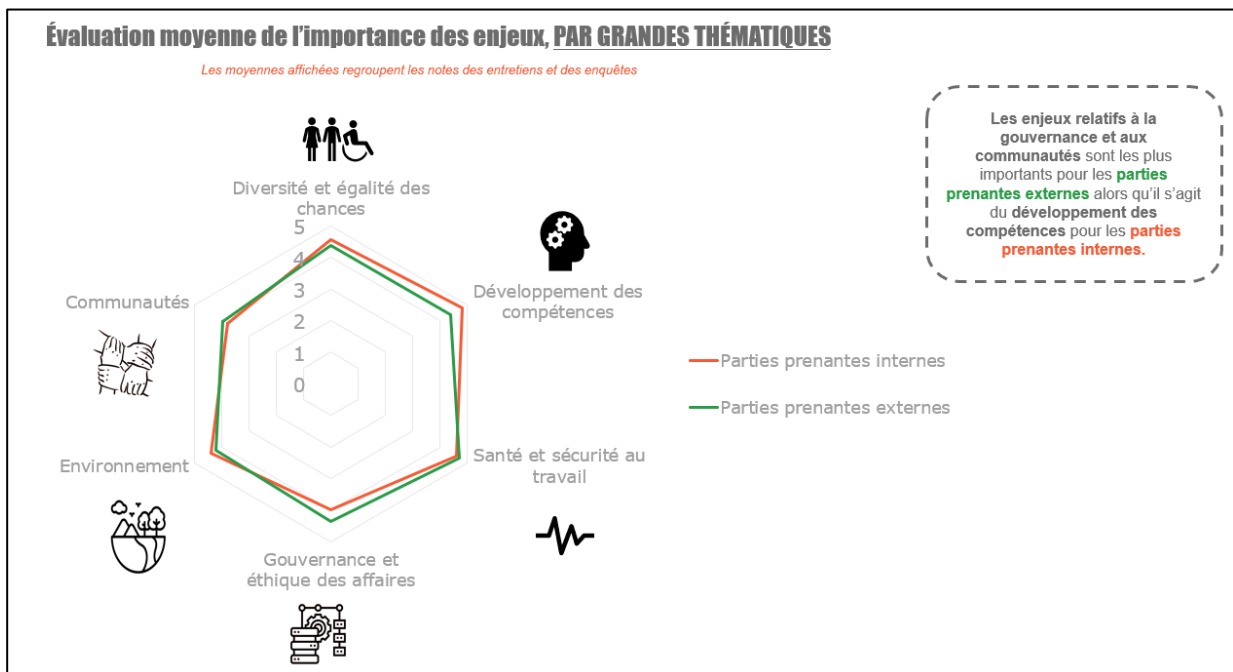 Évaluation moyenne de l’importance des enjeux, PAR GRANDES THÉMATIQUES
Les moyennes affichées regroupent les notes des entretiens et des enquêtes
Les enjeux relatifs à la
gouvernance et aux
communautés sont les plus
importants pour les parties
prenantes externes alors qu’il s’agit
du développement des
compétences pour les parties
prenantes internes.
Diversité et égalité des
chances
5
4
3
2
1
0
Développement des
compétences
Santé et sécurité au
travail
Gouvernance et
éthique des affaires
Environnement
Communautés
Parties prenantes internes
Parties prenantes externes